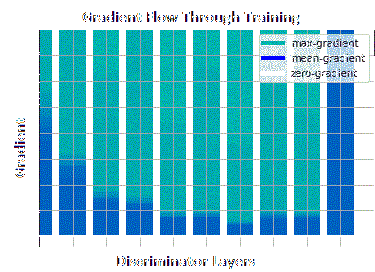 Gradient Flow Through Training
max-gradient
mean-gradient
zero-gradient
Gradient
Discriminator Layers